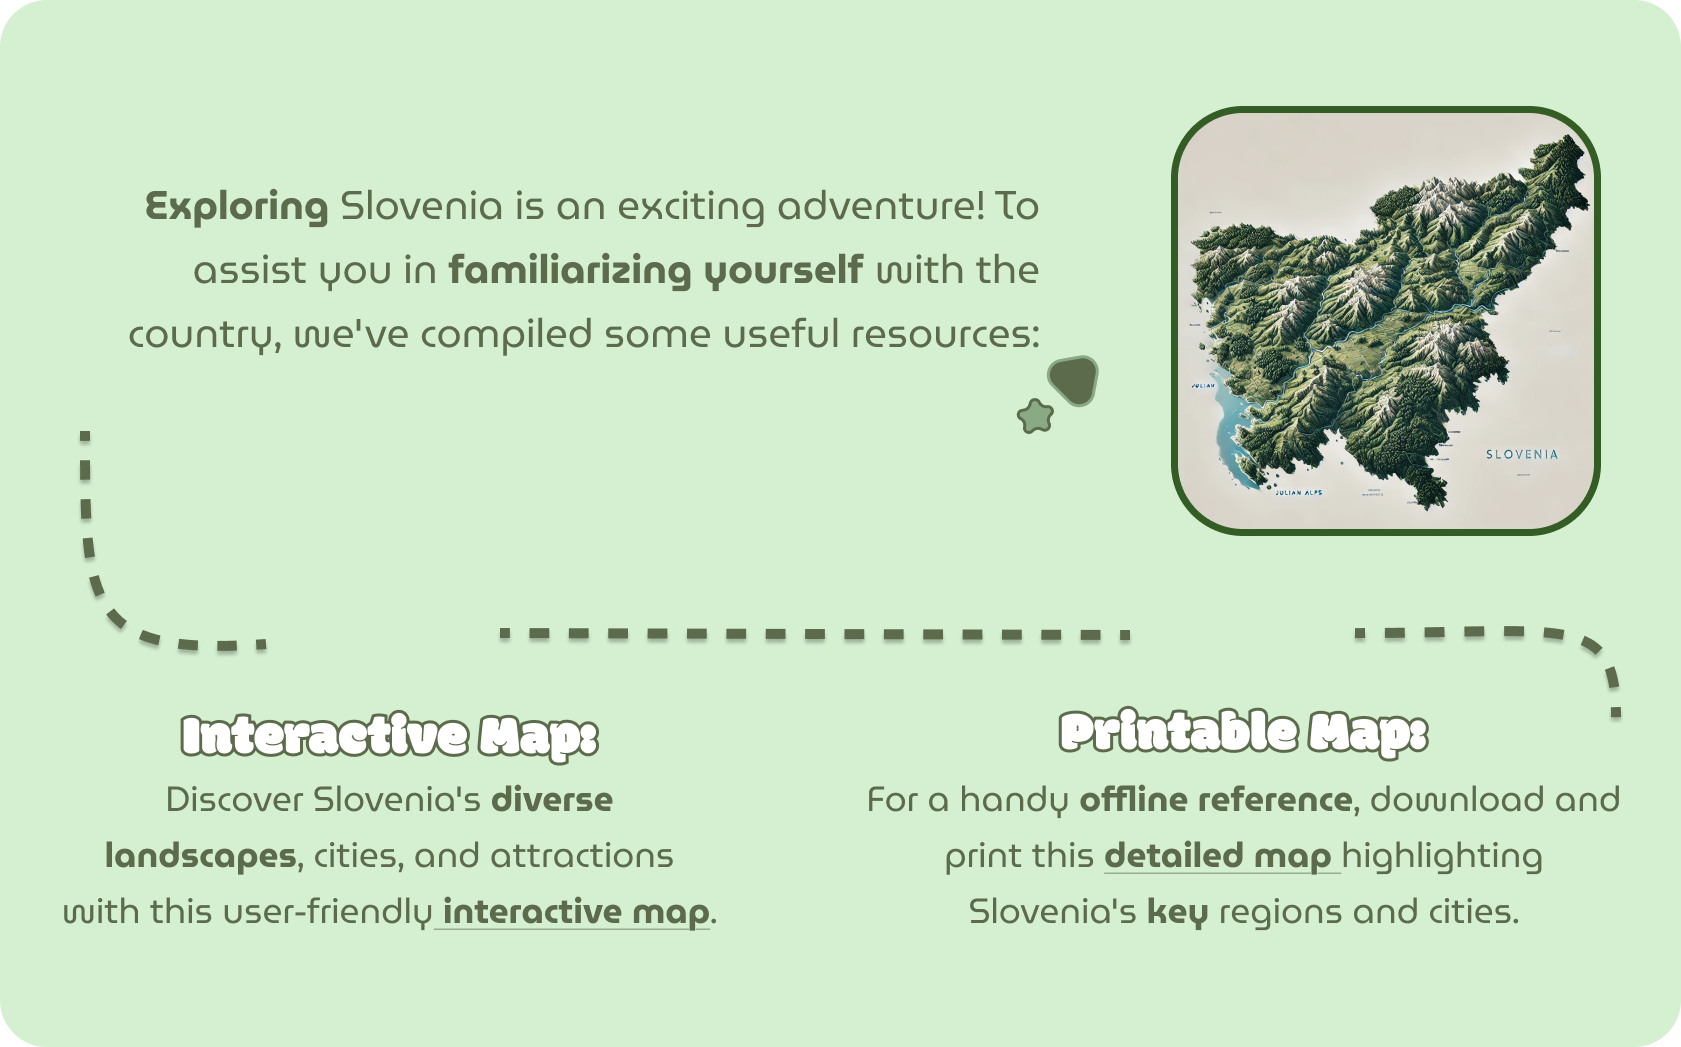 Exploring Slovenia is an exciting adventure! To
assist you in familiarizing yourself with the
country, we've compiled some useful resources:
JULIAN
SLOVENIA
JULIAN ALPS
Interactive Map:
Discover Slovenia's diverse
landscapes, cities, and attractions
with this user-friendly interactive map.
Printable Map:
For a handy offline reference, download and
print this detailed map highlighting
Slovenia's key regions and cities.